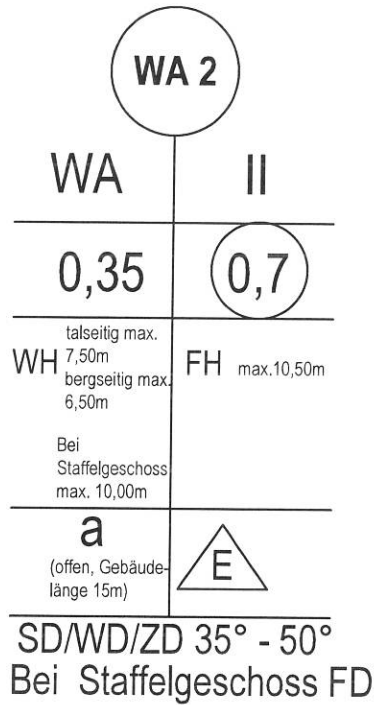 WA 2
WA II
0,35 0,7
WH talseitig max.
7,50m
bergseitig max.
6,50m
FH max.10,50m
Bei
Staffelgeschoss
max. 10,00m
a
(offen, Gebäude-
länge 15m)
E
SD/WD/ZD 35° - 50°
Bei Staffelgeschoss FD